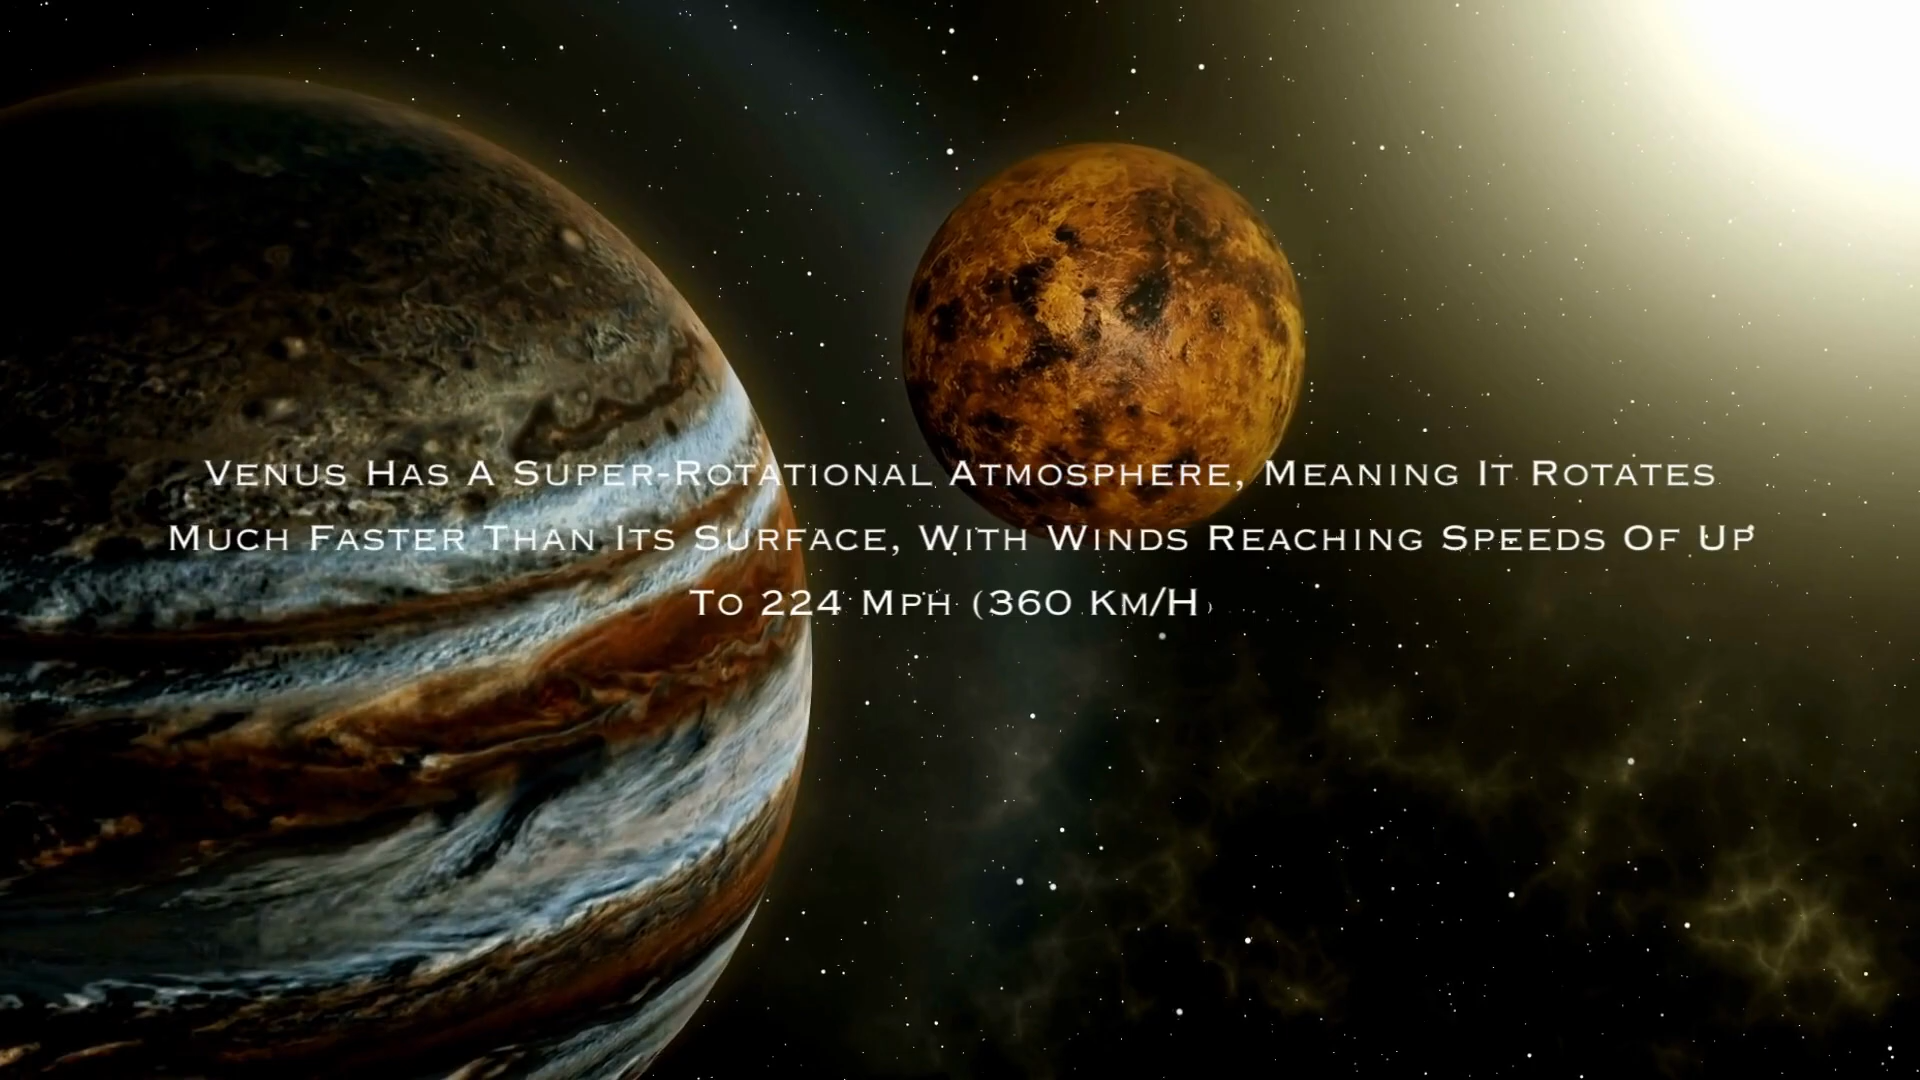 Venus Has A Super-Rotational Atmosphere, Meaning It Rotates
Much Faster Than Its Surface, With Winds Reaching Speeds Of Up
To 224 Mph (360 Km/H)